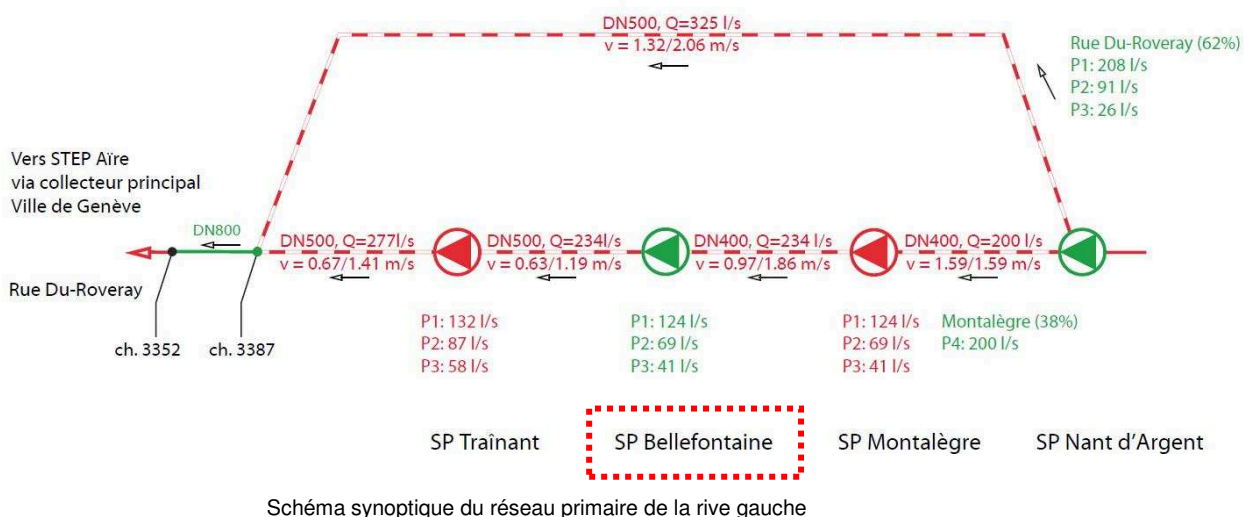 DN500, Q=325 l/s
v = 1.32/2.06 m/s
Rue Du-Roveray (62%)
P1: 208 l/s
P2: 91 l/s
P3: 26 l/s
Vers STEP Aïre
via collecteur principal
Ville de Genève
DN800
DN500, Q=277l/s
v = 0.67/1.41 m/s
DN500, Q=234l/s
v = 0.63/1.19 m/s
DN400, Q=234 l/s
v = 0.97/1.86 m/s
DN400, Q=200 l/s
v = 1.59/1.59 m/s
Rue Du-Roveray
ch. 3352
ch. 3387
P1: 132 l/s
P2: 87 l/s
P3: 58 l/s
P1: 124 l/s
P2: 69 l/s
P3: 41 l/s
P1: 124 l/s
P2: 69 l/s
P3: 41 l/s
Montalègre (38%)
P4: 200 l/s
SP Traînant
SP Bellefontaine
SP Montalègre
SP Nant d'Argent
Schéma synoptique du réseau primaire de la rive gauche